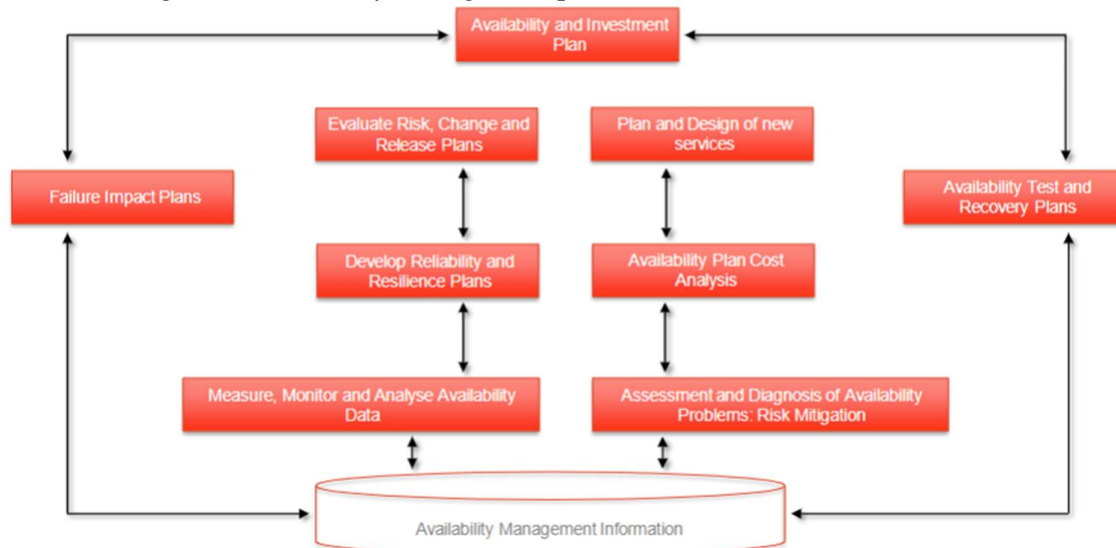 Availability and Investment
Plan
Evaluate Risk, Change and
Release Plans
Plan and Design of new
services
Failure Impact Plans
Availability Test and
Recovery Plans
Develop Reliability and
Resilience Plans
Availability Plan Cost
Analysis
Measure, Monitor and Analyse Availability
Data
Assessment and Diagnosis of Availability
Problems: Risk Mitigation
Availability Management Information